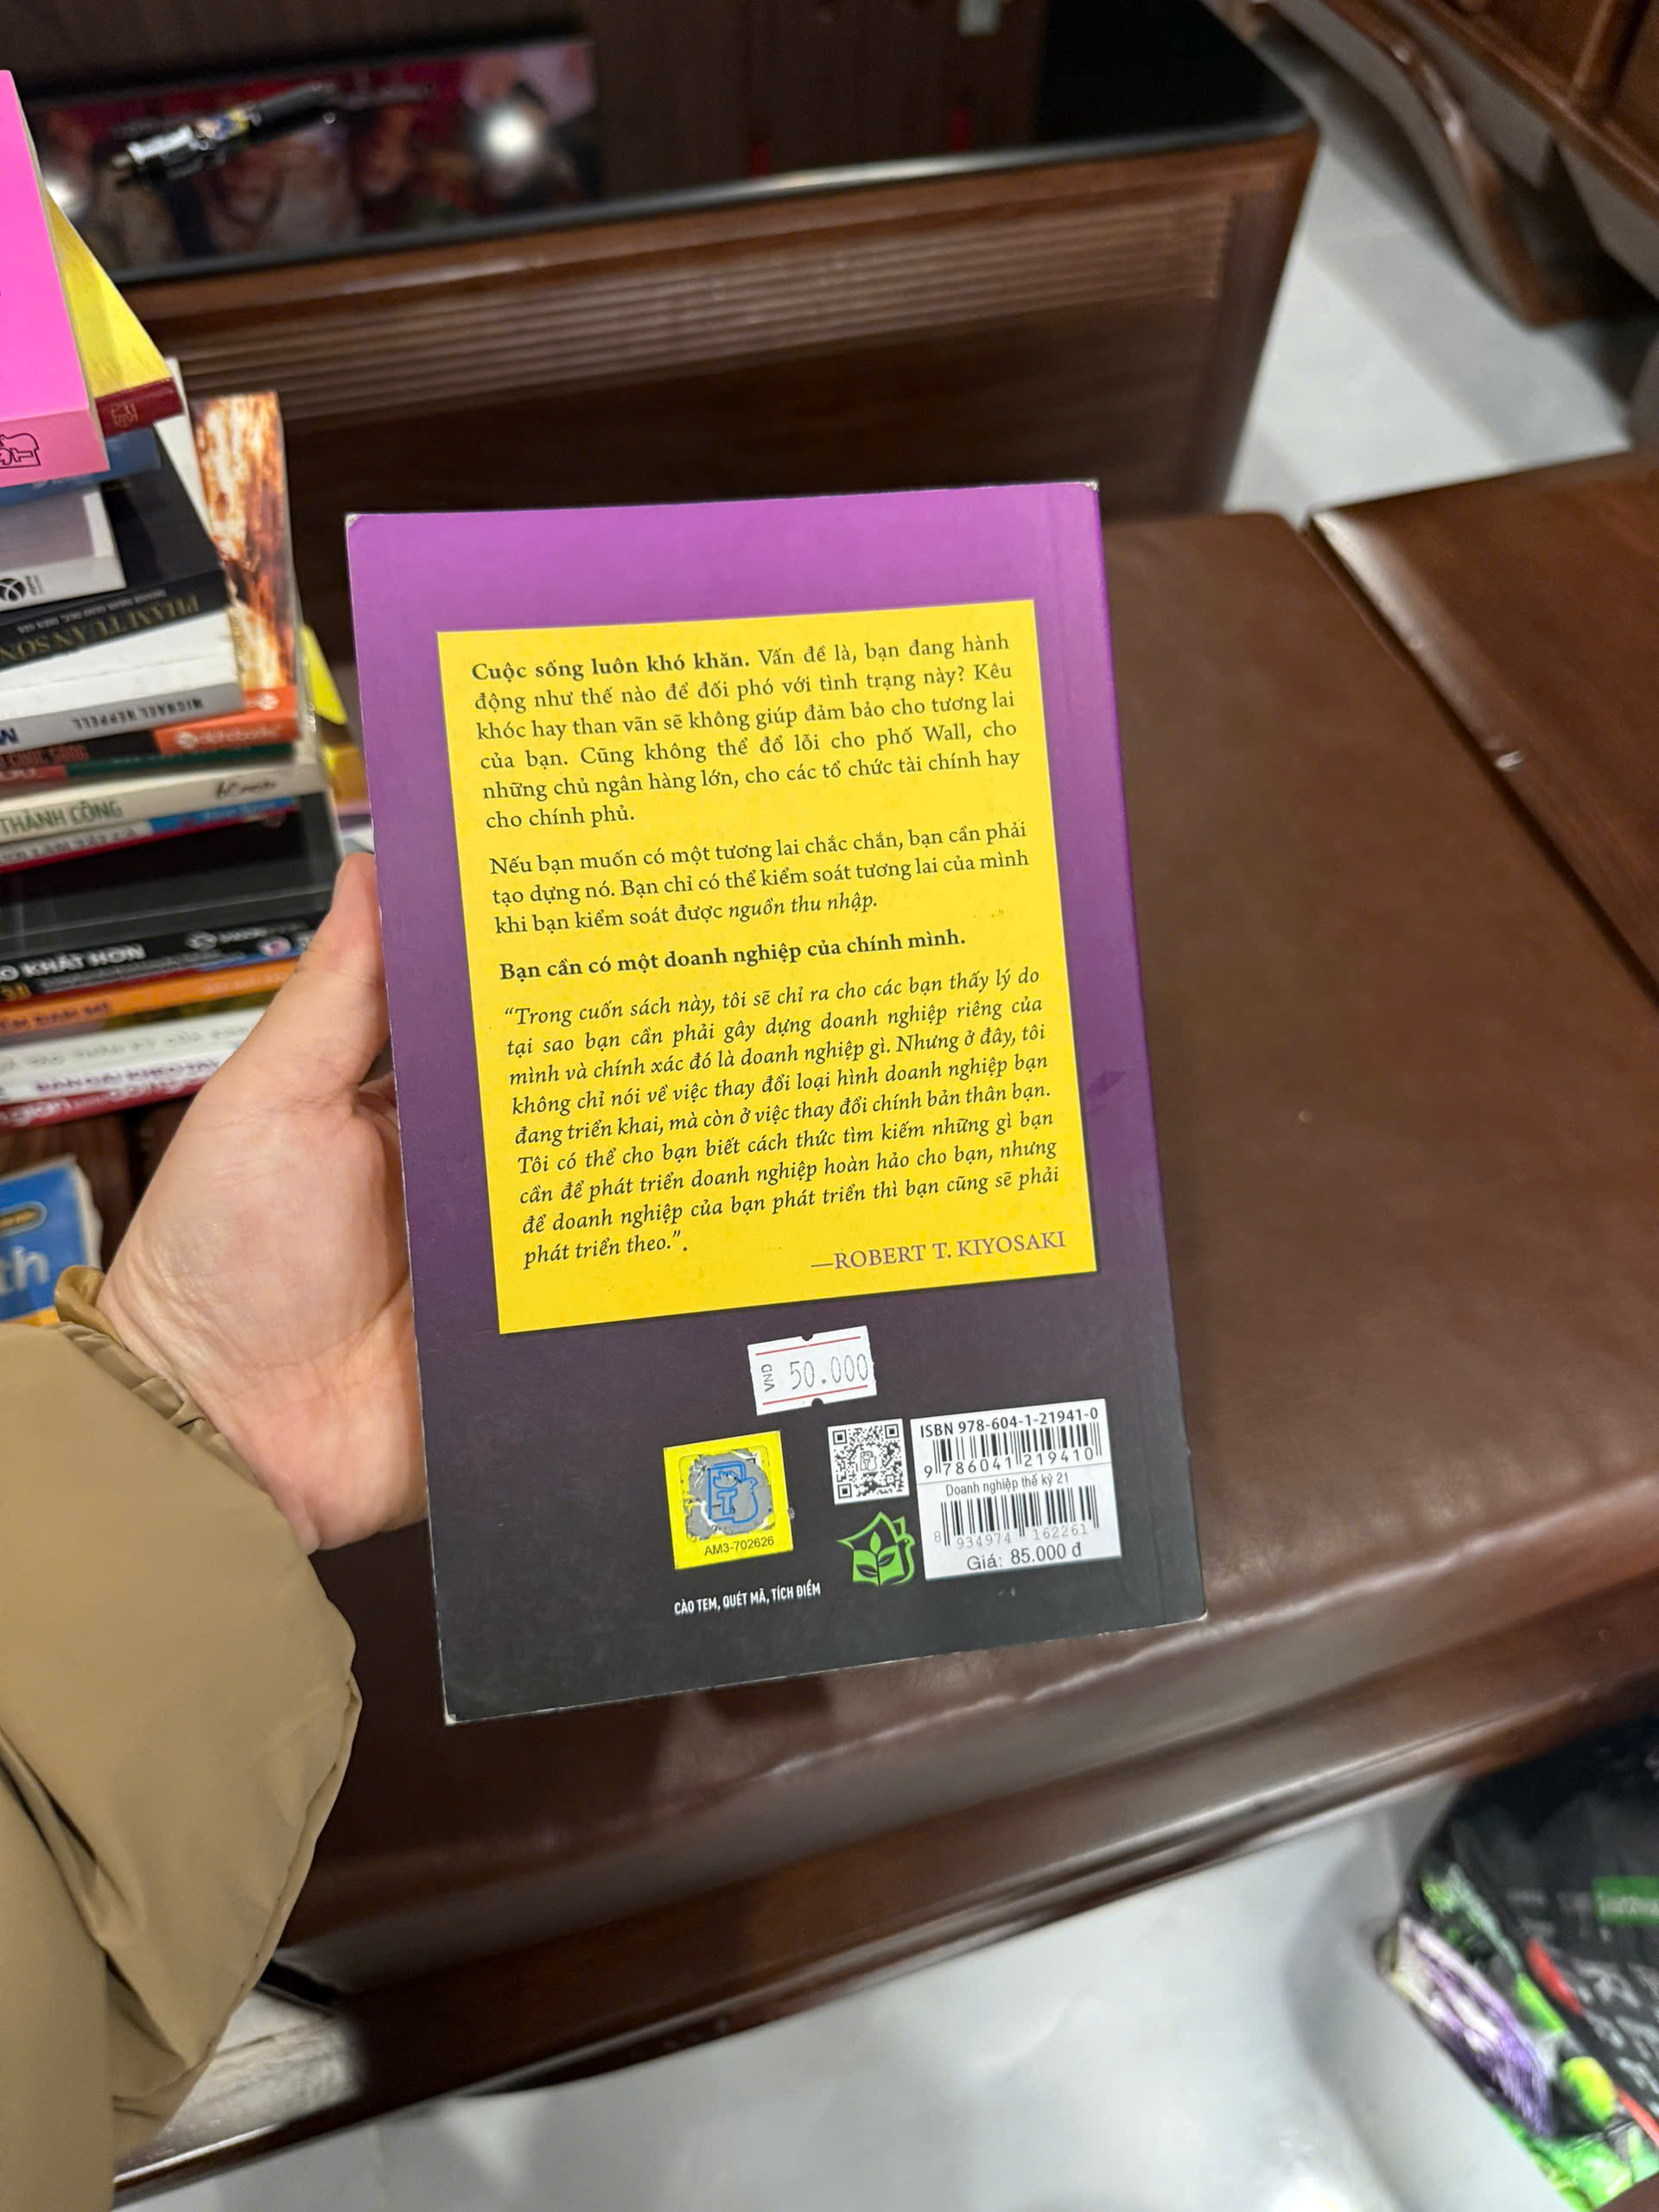 Cuộc sống luôn khó khăn. Vấn đề là, bạn đang hành
động như thế nào để đối phó với tình trạng này? Kêu
khóc hay than vãn sẽ không giúp đảm bảo cho tương lai
của bạn. Cũng không thể đổ lỗi cho phố Wall, cho
những chủ ngân hàng lớn, cho các tổ chức tài chính hay
cho chính phủ.
Nếu bạn muốn có một tương lai chắc chắn, bạn cần phải
tạo dựng nó. Bạn chỉ có thể kiểm soát tương lai của mình
khi bạn kiểm soát được nguồn thu nhập.
Bạn cần có một doanh nghiệp của chính mình.
“Trong cuốn sách này, tôi sẽ chỉ ra cho các bạn thấy lý do
tại sao bạn cần phải gây dựng doanh nghiệp riêng của
mình và chính xác đó là doanh nghiệp gì. Nhưng ở đây, tôi
không chỉ nói về việc thay đổi loại hình doanh nghiệp bạn
đang triển khai, mà còn ở việc thay đổi chính bản thân bạn.
Tôi có thể cho bạn biết cách thức tìm kiếm những gì bạn
cần để phát triển doanh nghiệp hoàn hảo cho bạn, nhưng
để doanh nghiệp của bạn phát triển thì bạn cũng sẽ phải
phát triển theo.”.
—ROBERT T. KIYOSAKI
VND 50.000
ISBN 978-604-1-21941-0
9 786041 219410
Doanh nghiệp thế kỷ 21
8 934974 162261
Giá: 85.000 đ
AM3-702626
CÀO TEM, QUÉT MÃ, TÍCH ĐIỂM
PHẠM TUẤN SƠN
MICHAEL HEPPELL
THÀNH CÔNG
KHÁT HƠN
th